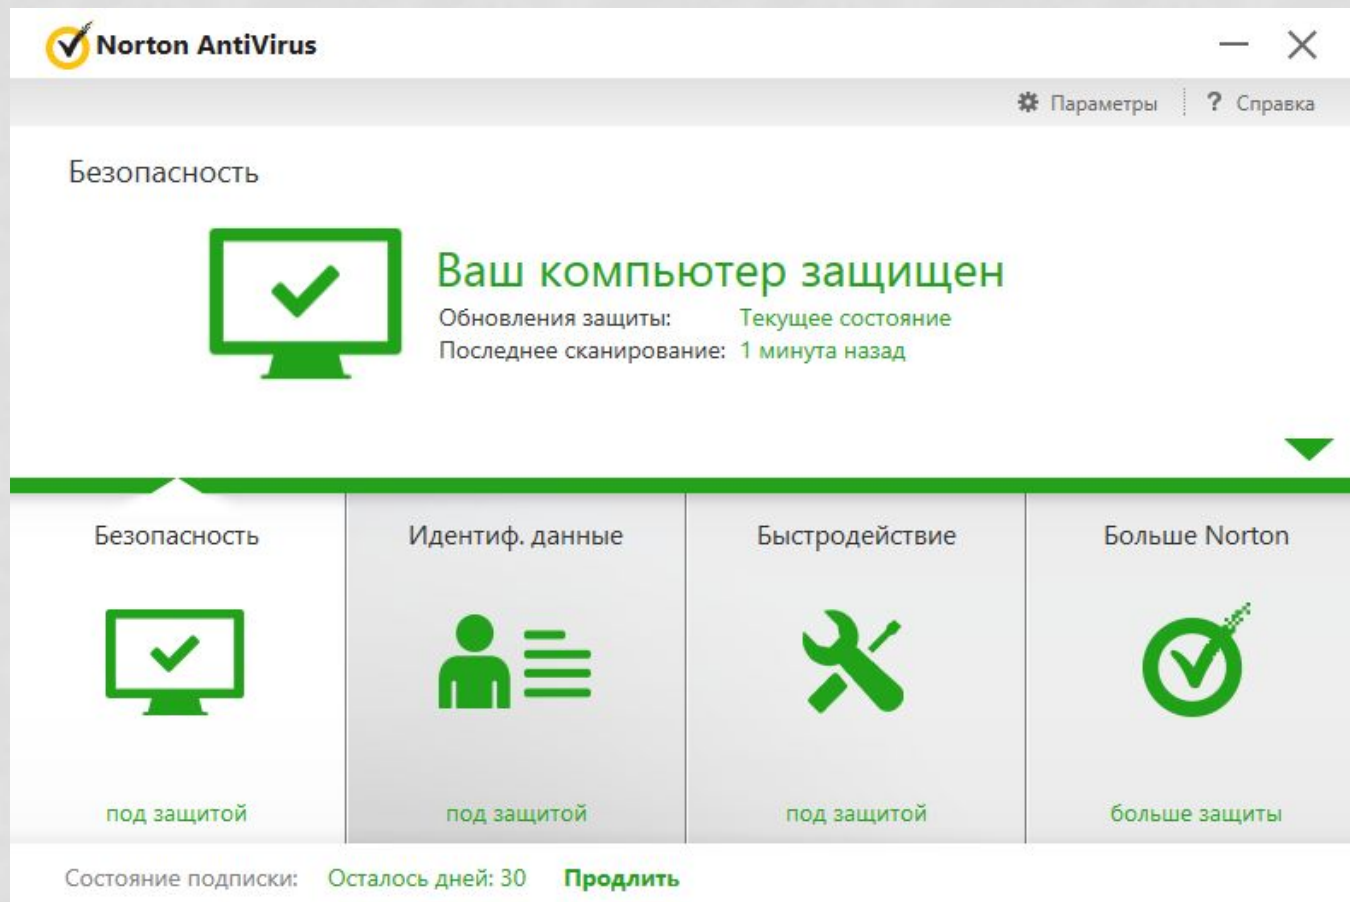 Norton AntiVirus
Параметры ? Справка
Безопасность
Ваш компьютер защищен
Обновления защиты: Текущее состояние
Последнее сканирование: 1 минута назад
Безопасность Идентиф. данные Быстродействие Больше Norton
под защитой под защитой под защитой больше защиты
Состояние подписки: Осталось дней: 30 Продлить